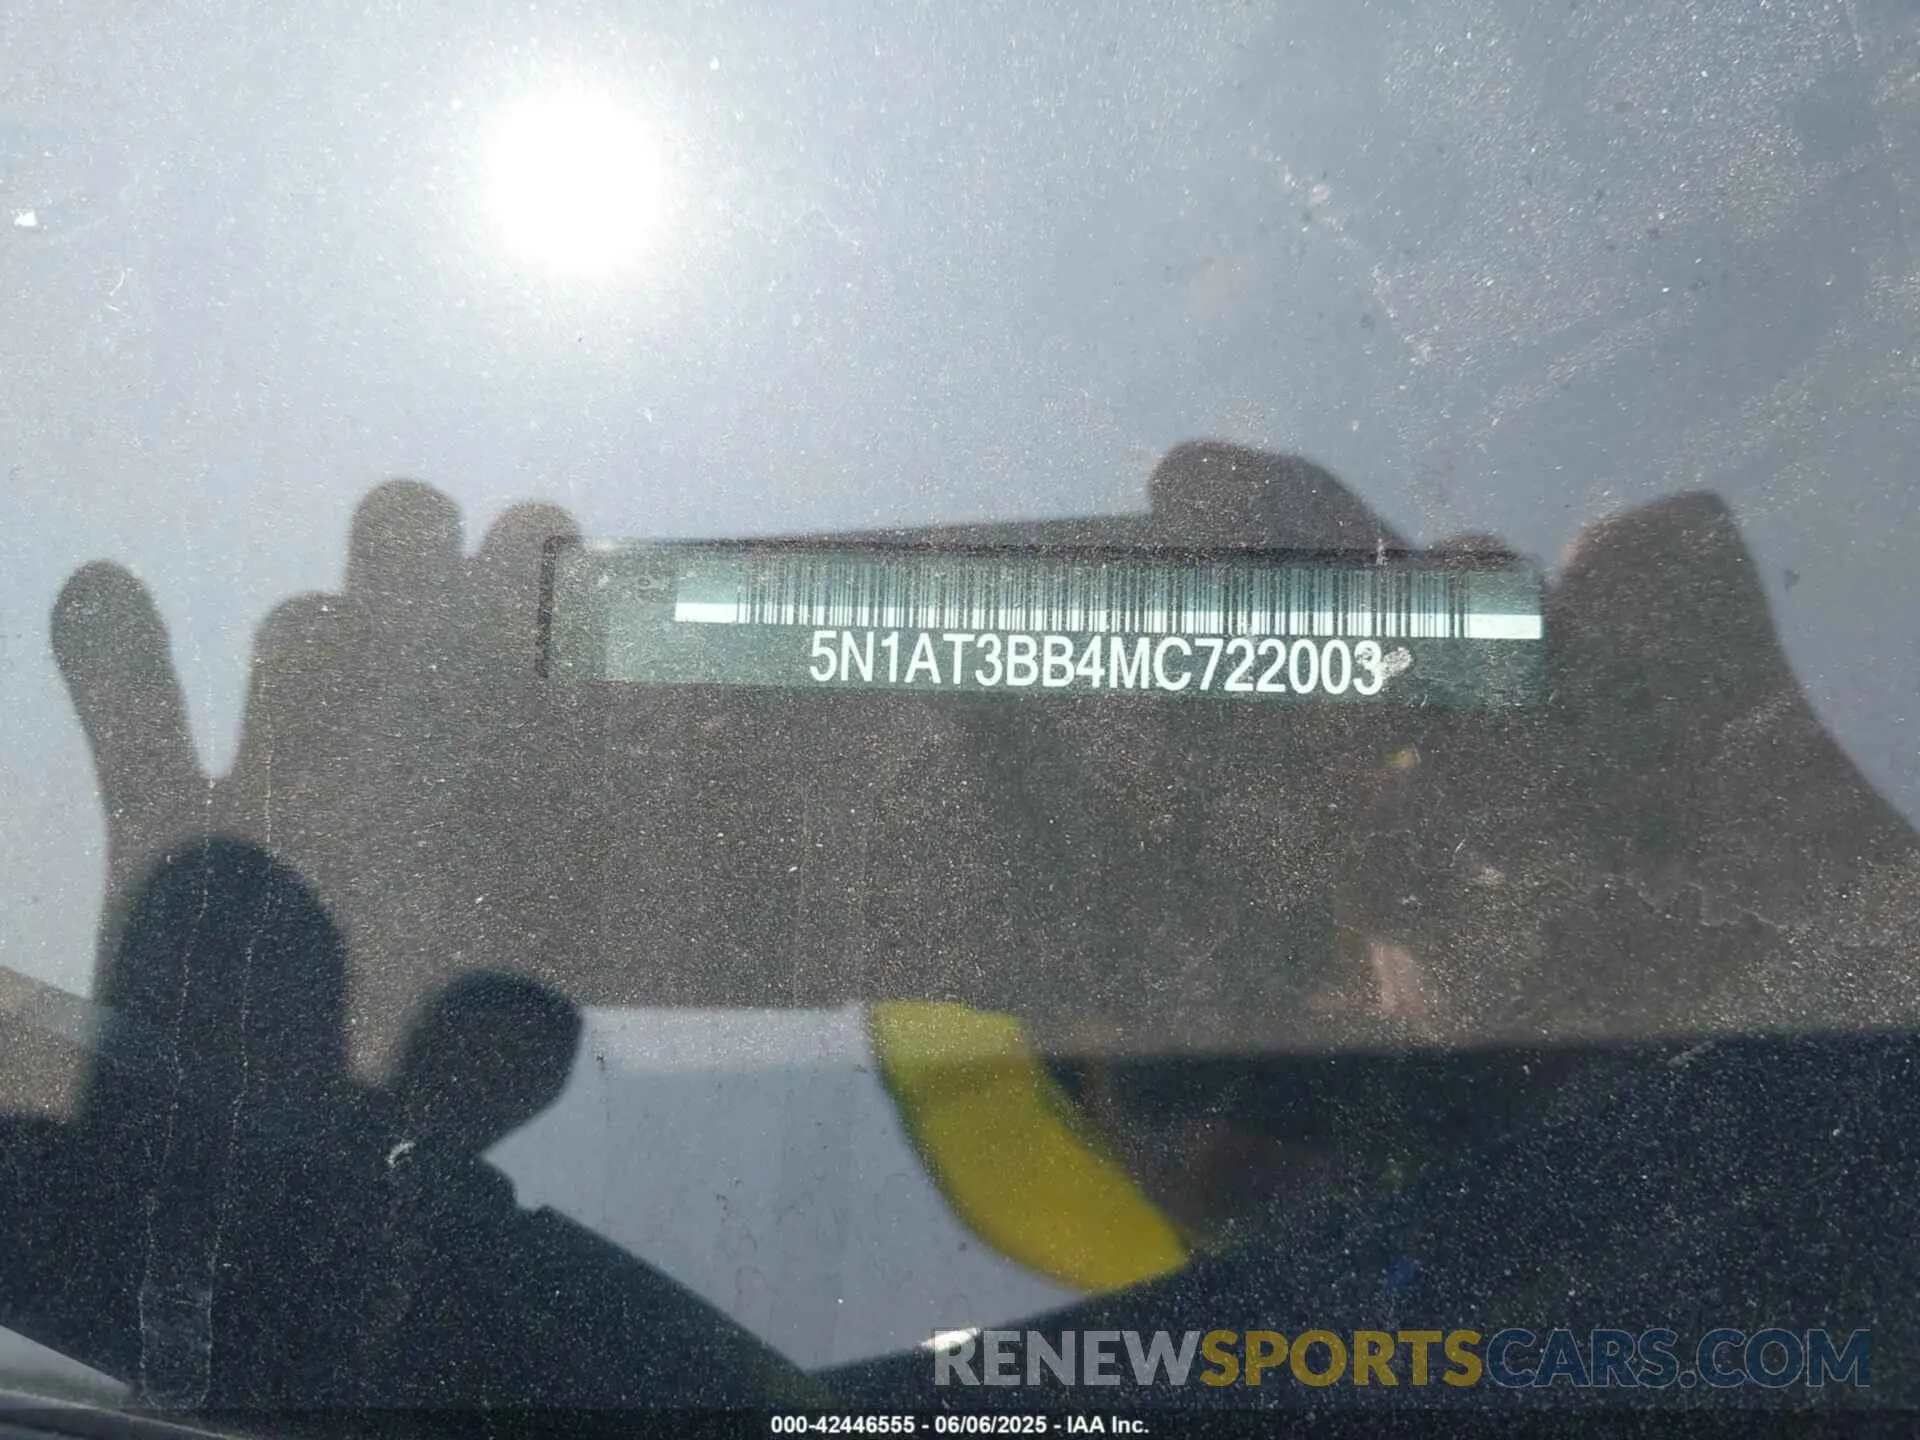 5N1AT3BB4MC722003
RENEWSPORTSCARS.COM
000-42446555 - 06/06/2025 - IAA Inc.